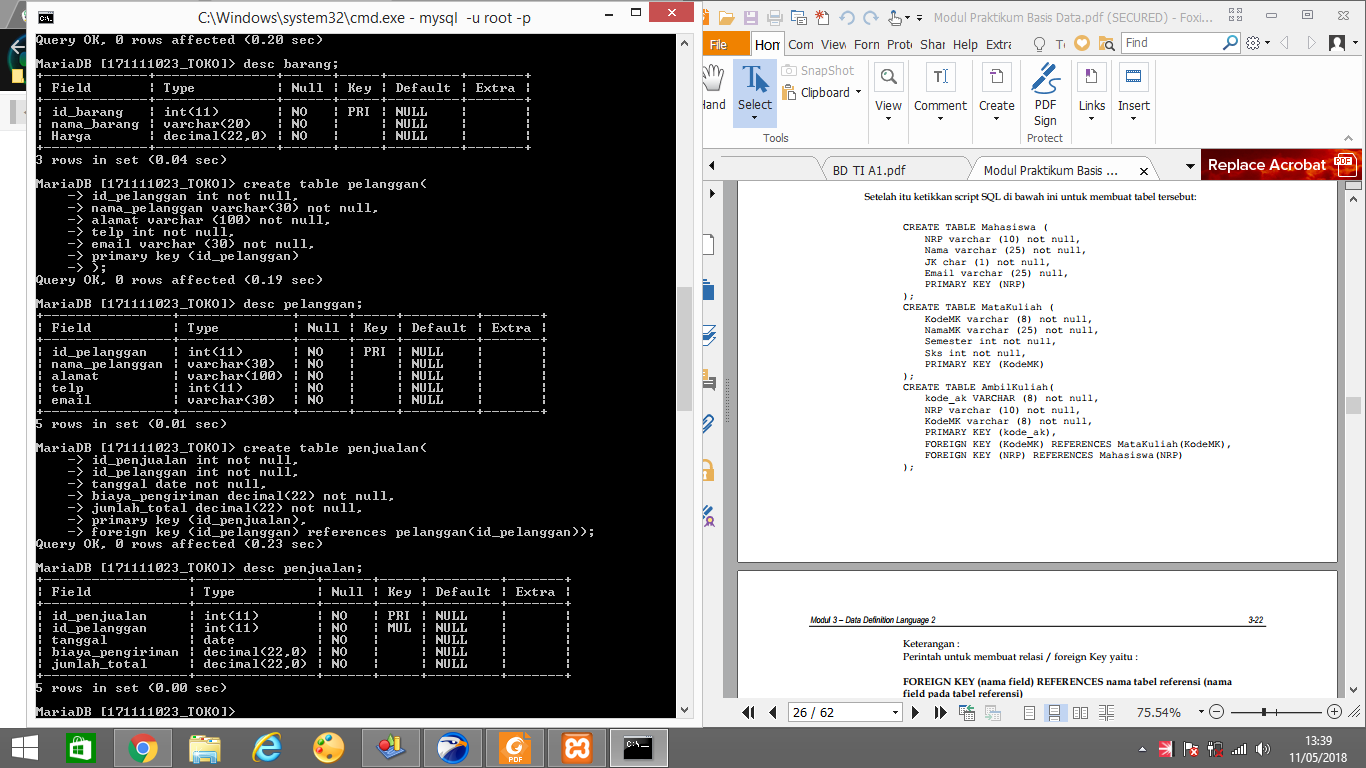 C:\Windows\system32\cmd.exe - mysql  -u root -p
Query OK, 0 rows affected (0.20 sec)
MariaDB [171111023_TOKO]> desc barang;
+-------------+---------------+------+-----+---------+-------+
| Field       | Type          | Null | Key | Default | Extra |
+-------------+---------------+------+-----+---------+-------+
| id_barang   | int(11)       | NO   | PRI | NULL    |       |
| nama_barang | varchar(20)   | NO   |     | NULL    |       |
| Harga       | decimal(22,0) | NO   |     | NULL    |       |
+-------------+---------------+------+-----+---------+-------+
3 rows in set (0.04 sec)
MariaDB [171111023_TOKO]> create table pelanggan(
    -> id_pelanggan int not null,
    -> nama_pelanggan varchar(30) not null,
    -> alamat varchar (100) not null,
    -> telp int not null,
    -> email varchar (30) not null,
    -> primary key (id_pelanggan)
    -> );
Query OK, 0 rows affected (0.19 sec)
MariaDB [171111023_TOKO]> desc pelanggan;
+----------------+--------------+------+-----+---------+-------+
| Field          | Type         | Null | Key | Default | Extra |
+----------------+--------------+------+-----+---------+-------+
| id_pelanggan   | int(11)      | NO   | PRI | NULL    |       |
| nama_pelanggan | varchar(30)  | NO   |     | NULL    |       |
| alamat         | varchar(100) | NO   |     | NULL    |       |
| telp           | int(11)      | NO   |     | NULL    |       |
| email          | varchar(30)  | NO   |     | NULL    |       |
+----------------+--------------+------+-----+---------+-------+
5 rows in set (0.01 sec)
MariaDB [171111023_TOKO]> create table penjualan(
    -> id_penjualan int not null,
    -> id_pelanggan int not null,
    -> tanggal date not null,
    -> biaya_pengiriman decimal(22) not null,
    -> jumlah_total decimal(22) not null,
    -> primary key (id_penjualan),
    -> foreign key (id_pelanggan) references pelanggan(id_pelanggan));
Query OK, 0 rows affected (0.23 sec)
MariaDB [171111023_TOKO]> desc penjualan;
+------------------+---------------+------+-----+---------+-------+
| Field            | Type          | Null | Key | Default | Extra |
+------------------+---------------+------+-----+---------+-------+
| id_penjualan     | int(11)       | NO   | PRI | NULL    |       |
| id_pelanggan     | int(11)       | NO   | MUL | NULL    |       |
| tanggal          | date          | NO   |     | NULL    |       |
| biaya_pengiriman | decimal(22,0) | NO   |     | NULL    |       |
| jumlah_total     | decimal(22,0) | NO   |     | NULL    |       |
+------------------+---------------+------+-----+---------+-------+
5 rows in set (0.00 sec)
MariaDB [171111023_TOKO]>
Modul Praktikum Basis Data.pdf (SECURED) - Foxi
File Hom Com View Forn Prote Shar Help Extra T Find
Hand Select SnapShot Clipboard View Comment Create PDF Sign Links Insert
Tools Protect
BD TI A1.pdf Modul Praktikum Basis ... Replace Acrobat PDF
Setelah itu ketikkan script SQL di bawah ini untuk membuat tabel tersebut:
CREATE TABLE Mahasiswa (
NRP varchar (10) not null,
Nama varchar (25) not null,
JK char (1) not null,
Email varchar (25) null,
PRIMARY KEY (NRP)
);
CREATE TABLE MataKuliah (
KodeMK varchar (8) not null,
NamaMK varchar (25) not null,
Semester int not null,
Sks int not null,
PRIMARY KEY (KodeMK)
);
CREATE TABLE AmbilKuliah(
kode_ak VARCHAR (8) not null,
NRP varchar (10) not null,
KodeMK varchar (8) not null,
PRIMARY KEY (kode_ak),
FOREIGN KEY (KodeMK) REFERENCES MataKuliah(KodeMK),
FOREIGN KEY (NRP) REFERENCES Mahasiswa(NRP)
);
Modul 3 – Data Definition Language 2 3-22
Keterangan :
Perintah untuk membuat relasi / foreign Key yaitu :
FOREIGN KEY (nama field) REFERENCES nama tabel referensi (nama
field pada tabel referensi)
26 / 62 75.54%
PDF
C:\_
13:39
11/05/2018